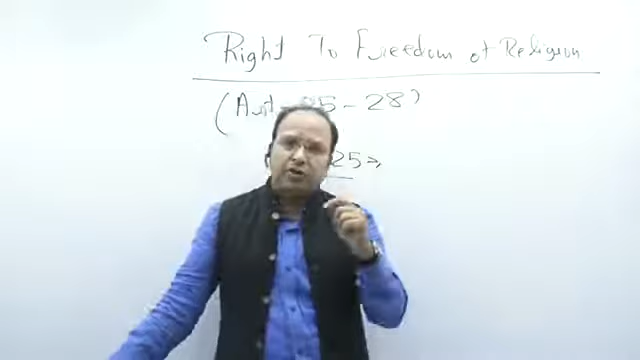 Right To Freedom of Religion
(Art - 25 - 28)
25 →